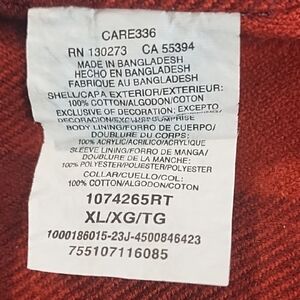 CARE336
RN 130273 CA 55394
MADE IN BANGLADESH
HECHO EN BANGLADESH
FABRIQUE AU BANGLADESH
SHELL/CAPA EXTERIOR/EXTERIEUR:
100% COTTON/ALGODON/COTON
EXCLUSIVE OF DECORATION: EXCEPTO
DECORACION/EXCLUS
BODY LINING/FORRO DE CUERPO/
DOUBLURE DU CORPS:
100% ACRYLIC/ACRILICO/ACRYLIQUE
SLEEVE LINING/FORRO DE MANGA/
DOUBLURE DE LA MANCHE:
100% POLYESTER/POLIESTER/POLYESTER
COLLAR/CUELLO/COL:
100% COTTON/ALGODON/COTON
1074265RT
XL/XG/TG
1000186015-23J-4500846423
755107116085